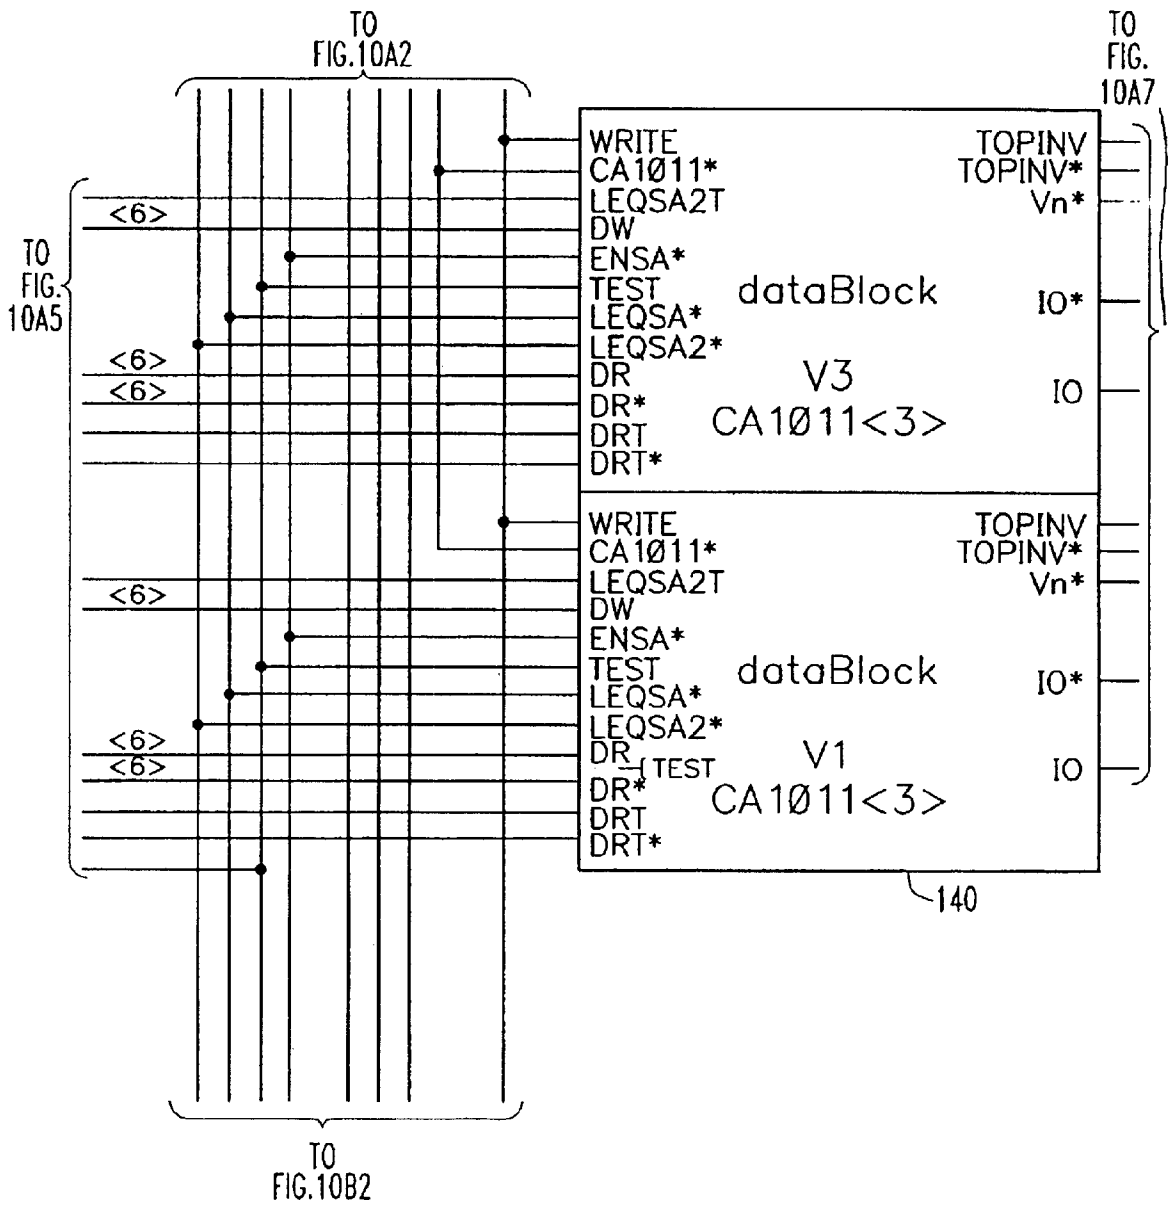 TO
FIG.10A2
TO
FIG.
10A7
TO
FIG.
10A5
<6>
<6>
<6>
WRITE
CA1Ø11*
LEQSA2T
DW
ENSA*
TEST
LEQSA*
LEQSA2*
DR
DR*
DRT
DRT*
dataBlock
V3
CA1Ø11<3>
TOPINV
TOPINV*
Vn*
IO*
IO
<6>
<6>
<6>
WRITE
CA1Ø11*
LEQSA2T
DW
ENSA*
TEST
LEQSA*
LEQSA2*
DR
TEST
DR*
DRT
DRT*
dataBlock
V1
CA1Ø11<3>
TOPINV
TOPINV*
Vn*
IO*
IO
140
TO
FIG.10B2